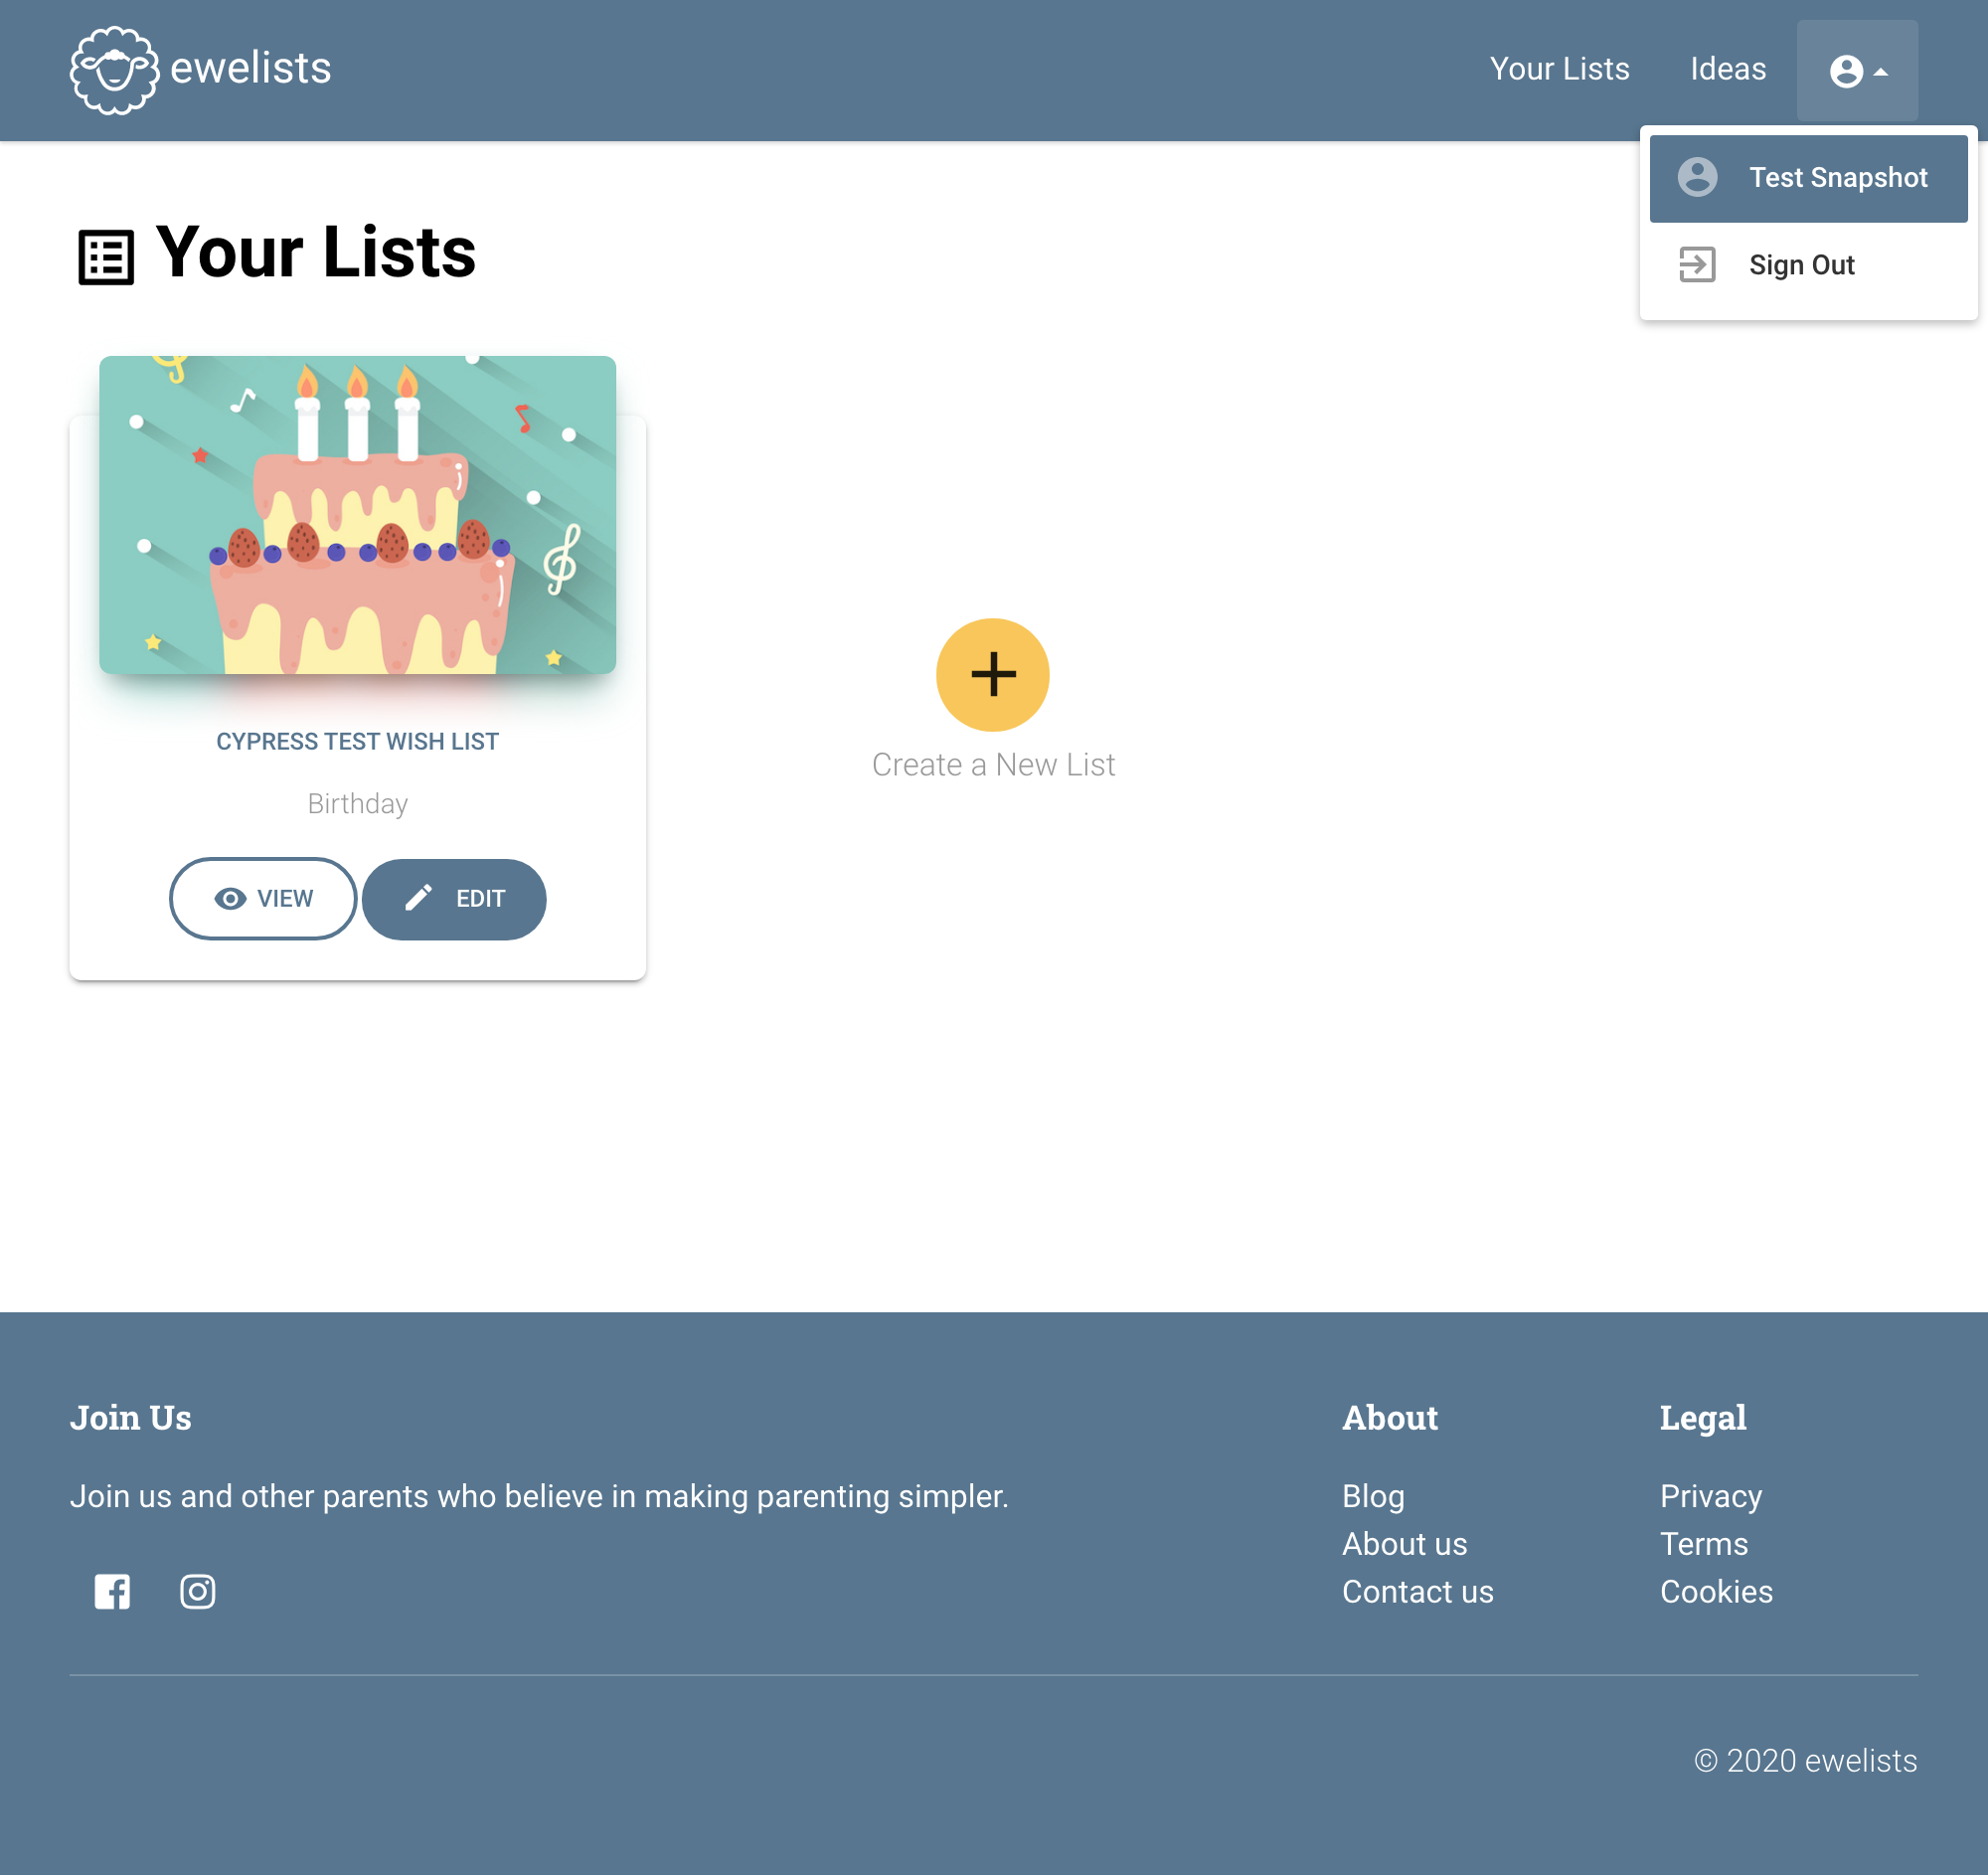 ewelists
Your Lists
Ideas
Test Snapshot
Sign Out
Your Lists
CYPRESS TEST WISH LIST
Birthday
VIEW
EDIT
Create a New List
Join Us
Join us and other parents who believe in making parenting simpler.
About
Blog
About us
Contact us
Legal
Privacy
Terms
Cookies
© 2020 ewelists